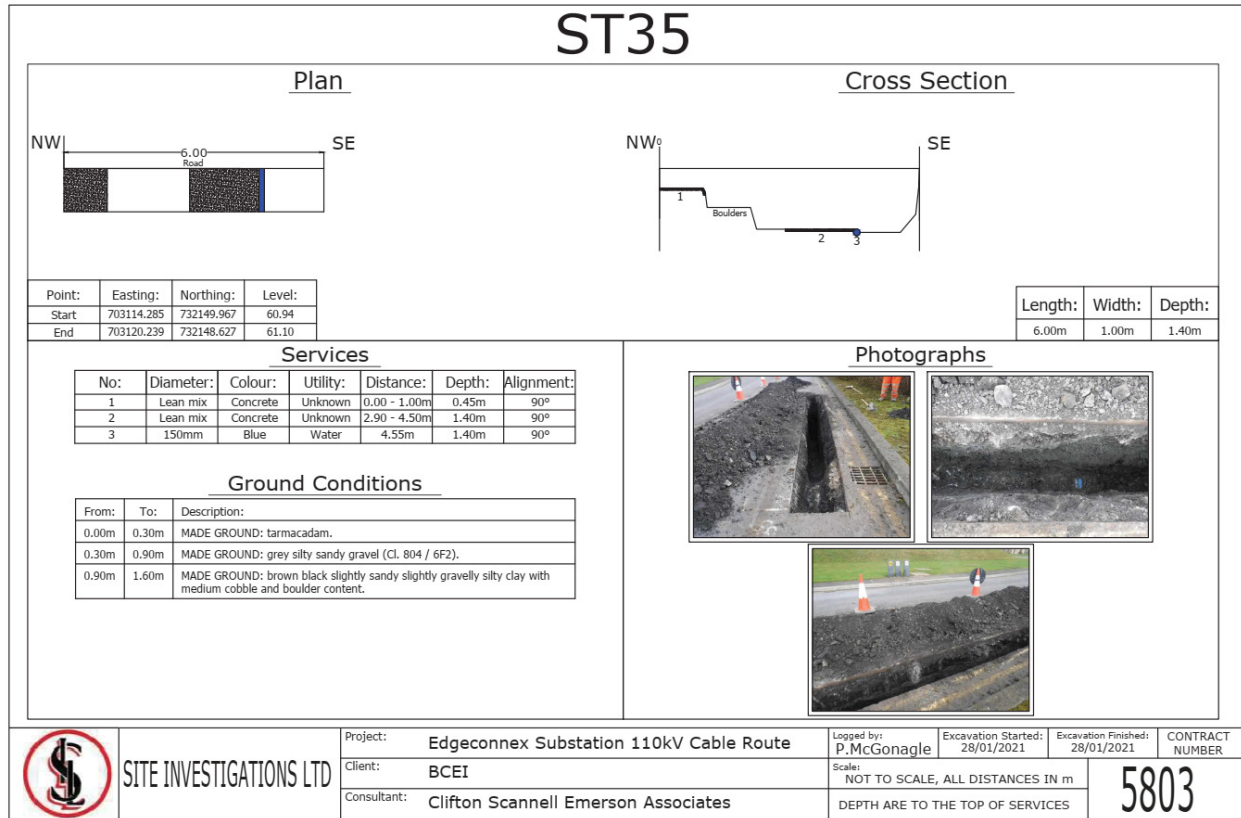 ST35
Plan
NW
SE
6.00
Road
Point: Easting: Northing: Level:
Start 703114.285 732149.967 60.94
End 703120.239 732148.627 61.10
Cross Section
NW 0
SE
1
Boulders
2
3
Length: Width: Depth:
6.00m 1.00m 1.40m
Services
No: Diameter: Colour: Utility: Distance: Depth: Alignment:
1 Lean mix Concrete Unknown 0.00 - 1.00m 0.45m 90°
2 Lean mix Concrete Unknown 2.90 - 4.50m 1.40m 90°
3 150mm Blue Water 4.55m 1.40m 90°
Ground Conditions
From: To: Description:
0.00m 0.30m MADE GROUND: tarmacadam.
0.30m 0.90m MADE GROUND: grey silty sandy gravel (Cl. 804 / 6F2).
0.90m 1.60m MADE GROUND: brown black slightly sandy slightly gravelly silty clay with
medium cobble and boulder content.
Photographs
SIL
SITE INVESTIGATIONS LTD
Project: Edgeconnex Substation 110kV Cable Route
Client: BCEI
Consultant: Clifton Scannell Emerson Associates
Logged by:
P.McGonagle
Excavation Started:
28/01/2021
Excavation Finished:
28/01/2021
CONTRACT
NUMBER
5803
Scale:
NOT TO SCALE, ALL DISTANCES IN m
DEPTH ARE TO THE TOP OF SERVICES